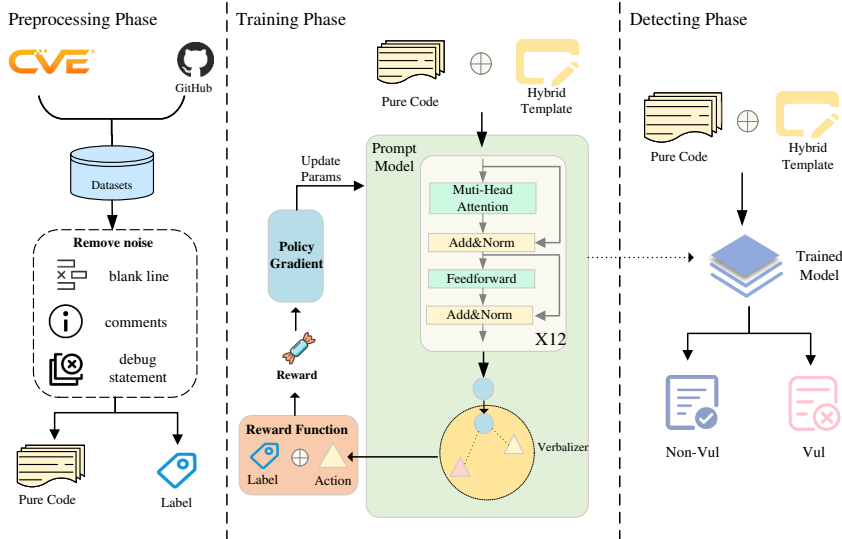 Preprocessing Phase
CVE
GitHub
Datasets
Remove noise
blank line
comments
debug
statement
Pure Code
Label
Training Phase
Pure Code
Hybrid
Template
Prompt
Model
Muti-Head
Attention
Add&Norm
Feedforward
Add&Norm
X12
Update
Params
Policy
Gradient
Reward
Reward Function
Label
Action
Verbalizer
Detecting Phase
Pure Code
Hybrid
Template
Trained
Model
Non-Vul
Vul